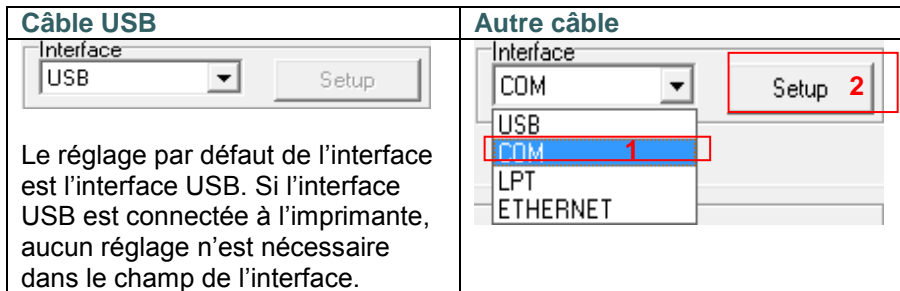 Câble USB
Interface
USB
Setup
Le réglage par défaut de l’interface
est l’interface USB. Si l’interface
USB est connectée à l’imprimante,
aucun réglage n’est nécessaire
dans le champ de l’interface.
Autre câble
Interface
COM
Setup 2
USB
COM 1
LPT
ETHERNET